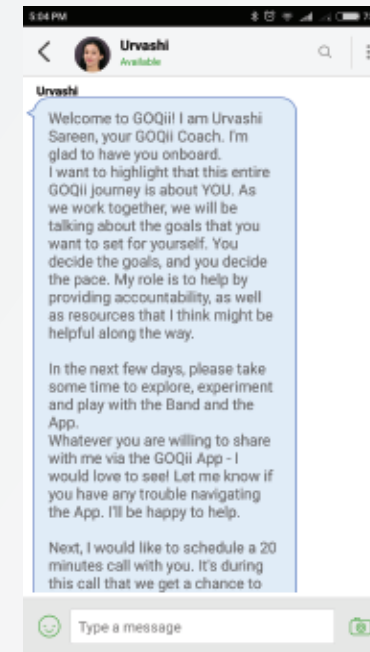 5:04 PM
Urvashi
Available
Urvashi
Welcome to GOQii! I am Urvashi
Sareen, your GOQii Coach. I'm
glad to have you onboard.
I want to highlight that this entire
GOQii journey is about YOU. As
we work together, we will be
talking about the goals that you
want to set for yourself. You
decide the goals, and you decide
the pace. My role is to help by
providing accountability, as well
as resources that I think might be
helpful along the way.
In the next few days, please take
some time to explore, experiment
and play with the Band and the
App.
Whatever you are willing to share
with me via the GOQii App - I
would love to see! Let me know if
you have any trouble navigating
the App. I'll be happy to help.
Next, I would like to schedule a 20
minutes call with you. It's during
this call that we get a chance to
Type a message